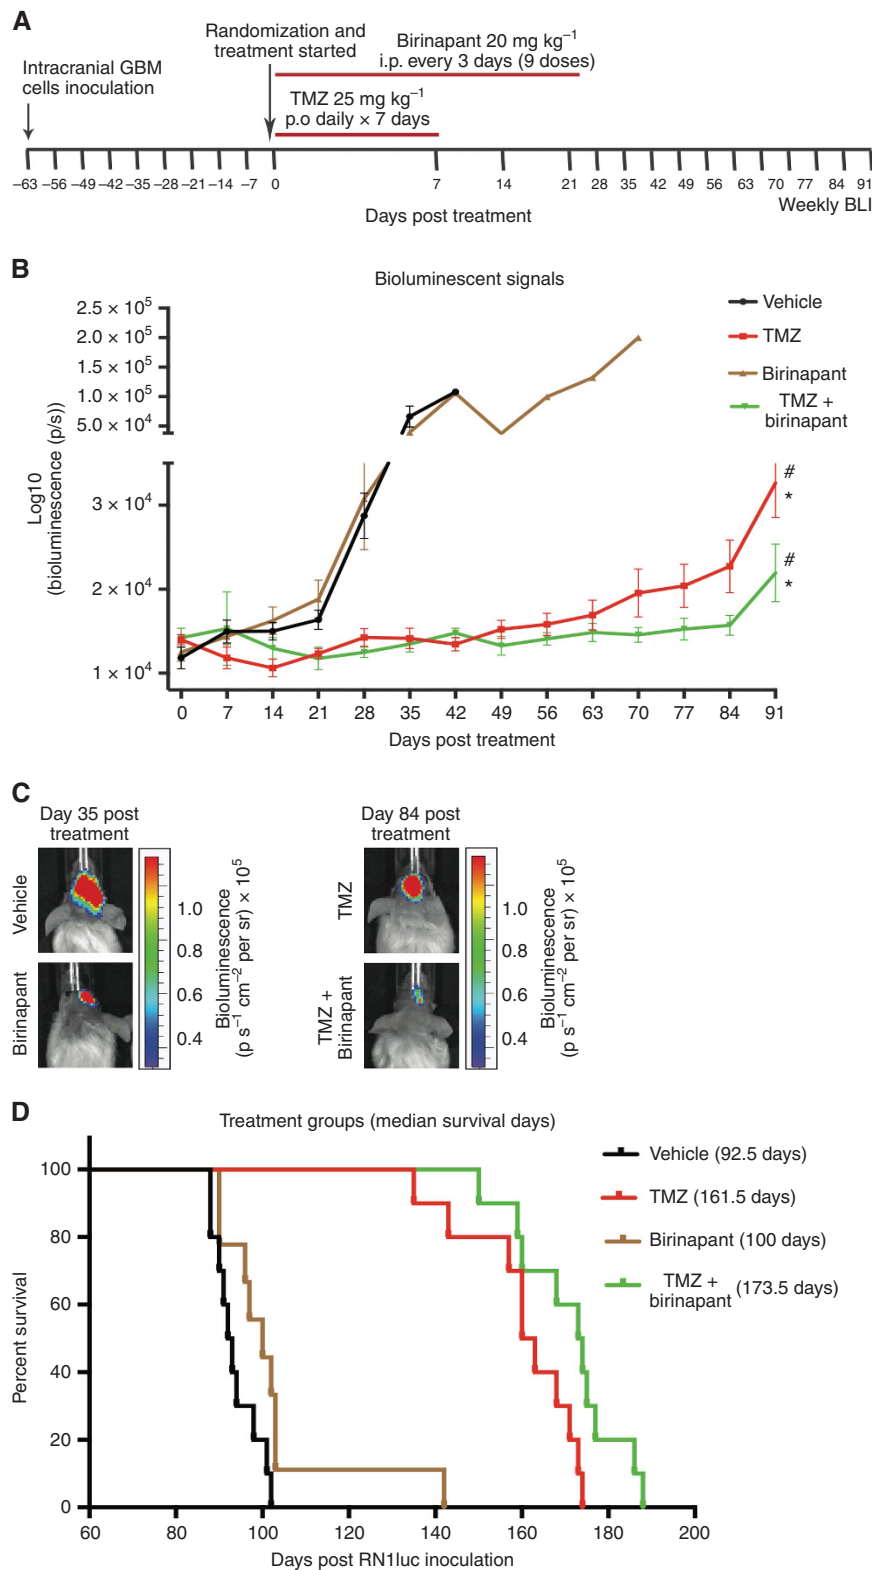 A
Randomization and
treatment started
Birinapant 20 mg kg⁻¹
i.p. every 3 days (9 doses)
Intracranial GBM
cells inoculation
TMZ 25 mg kg⁻¹
p.o daily × 7 days
–63 –56 –49 –42 –35 –28 –21 –14 –7 0 7 14 21 28 35 42 49 56 63 70 77 84 91
Weekly BLI
Days post treatment
B
Bioluminescent signals
2.5 × 10⁵
2.0 × 10⁵
1.5 × 10⁵
1.0 × 10⁵
5.0 × 10⁴
3 × 10⁴
2 × 10⁴
1 × 10⁴
Log10
(bioluminescence (p/s))
Vehicle
TMZ
Birinapant
TMZ +
birinapant
#
*
#
*
0 7 14 21 28 35 42 49 56 63 70 77 84 91
Days post treatment
C
Day 35 post
treatment
Vehicle
Birinapant
1.0
0.8
0.6
0.4
Bioluminescence
(p s⁻¹ cm⁻² per sr) × 10⁵
Day 84 post
treatment
TMZ
TMZ +
Birinapant
1.0
0.8
0.6
0.4
Bioluminescence
(p s⁻¹ cm⁻² per sr) × 10⁵
D
Treatment groups (median survival days)
Vehicle (92.5 days)
TMZ (161.5 days)
Birinapant (100 days)
TMZ +
birinapant (173.5 days)
Percent survival
100
80
60
40
20
0
60 80 100 120 140 160 180 200
Days post RN1luc inoculation